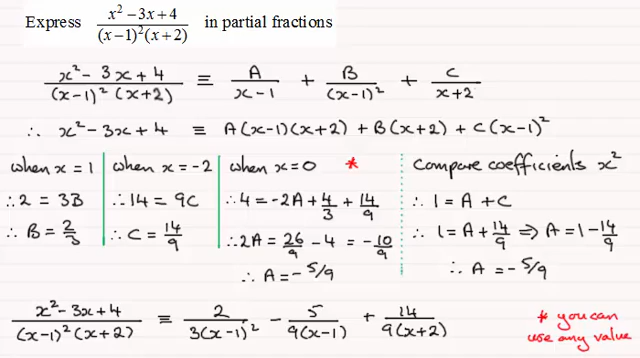 Express (x² − 3x + 4)/((x−1)²(x+2)) in partial fractions
(x² − 3x + 4)/((x−1)²(x+2)) ≡ A/(x−1) + B/(x−1)² + C/(x+2)
∴ x² − 3x + 4 ≡ A(x−1)(x+2) + B(x+2) + C(x−1)²
when x = 1
∴ 2 = 3B
∴ B = 2/3
when x = −2
∴ 14 = 9C
∴ C = 14/9
when x = 0 *
∴ 4 = −2A + 4/3 + 14/9
∴ 2A = 26/9 − 4 = −10/9
∴ A = −5/9
Compare coefficients x²
∴ 1 = A + C
∴ 1 = A + 14/9 ⇒ A = 1 − 14/9
∴ A = −5/9
(x² − 3x + 4)/((x−1)²(x+2)) ≡ 2/(3(x−1)²) − 5/(9(x−1)) + 14/(9(x+2))
* you can
use any value